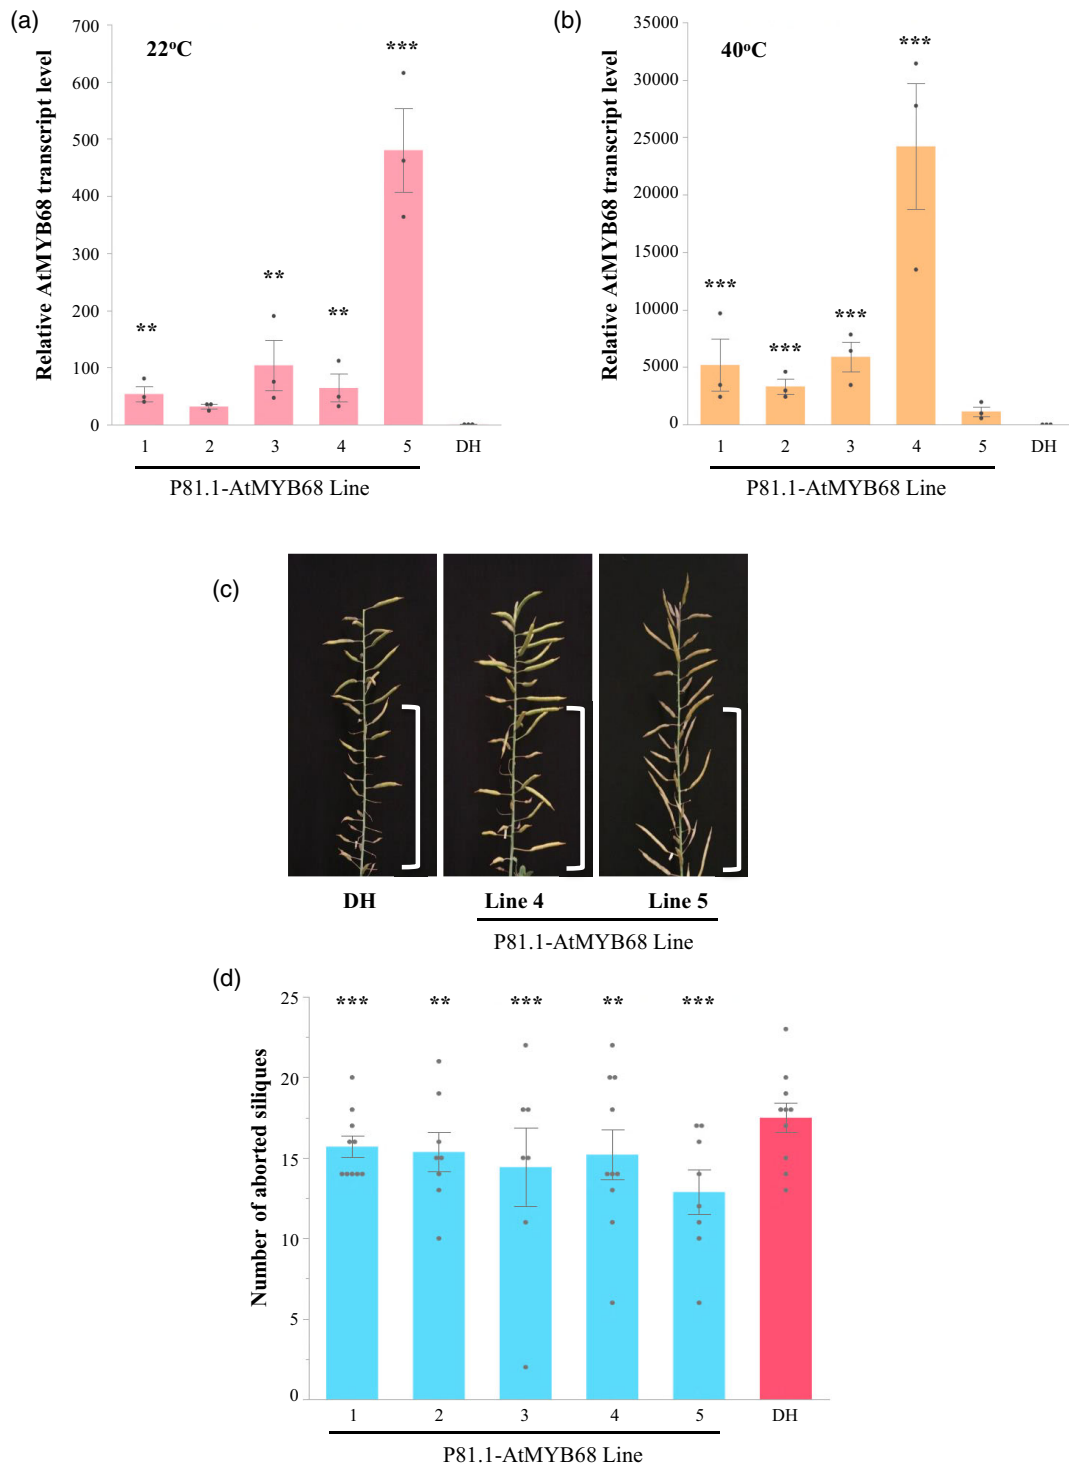 (a)
700
600
500
400
300
200
100
0
Relative AtMYB68 transcript level
22°C
**
**
**
***
1 2 3 4 5 DH
P81.1-AtMYB68 Line
(b)
35000
30000
25000
20000
15000
10000
5000
0
Relative AtMYB68 transcript level
40°C
***
***
***
***
1 2 3 4 5 DH
P81.1-AtMYB68 Line
(c)
DH Line 4 Line 5
P81.1-AtMYB68 Line
(d)
25
20
15
10
5
0
Number of aborted siliques
*** ** *** ** ***
1 2 3 4 5 DH
P81.1-AtMYB68 Line